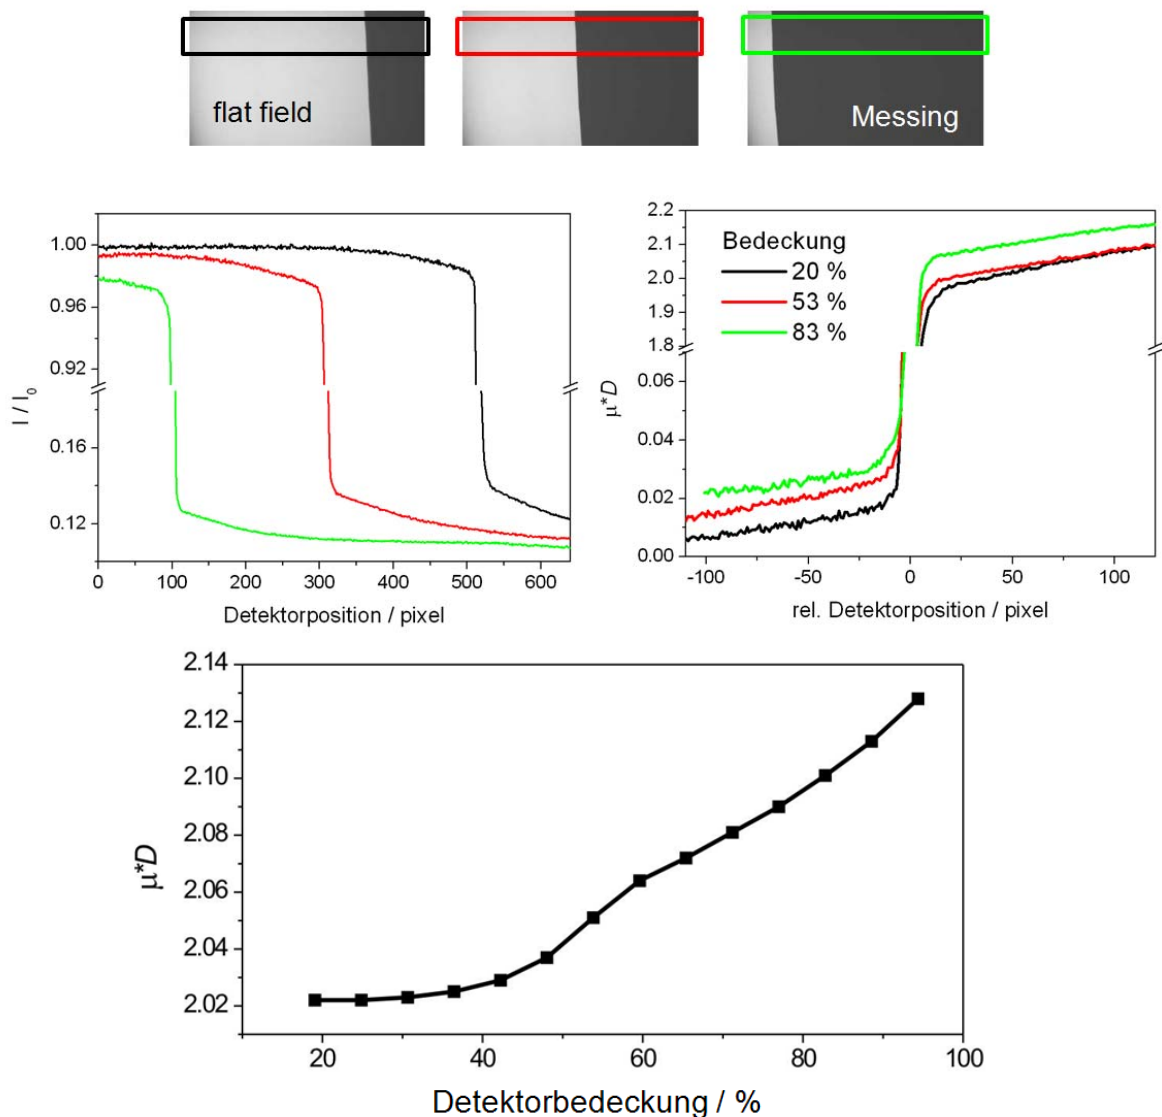 flat field
Messing
1.00
0.96
0.92
0.16
0.12
I / I₀
0 100 200 300 400 500 600
Detektorposition / pixel
2.2
2.1
2.0
1.9
1.8
0.06
0.04
0.02
0.00
μ*D
Bedeckung
20 %
53 %
83 %
-100 -50 0 50 100
rel. Detektorposition / pixel
2.14
2.12
2.10
2.08
2.06
2.04
2.02
μ*D
20 40 60 80 100
Detektorbedeckung / %